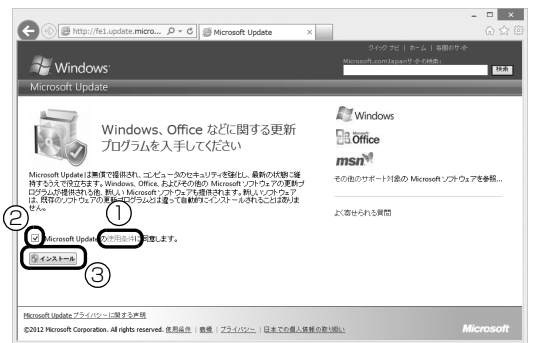 http://fe1.update.micro...
Microsoft Update
クイック ナビ | ホーム | 各国のサイト
Microsoft.comJapanサイトの検索:
検索
Windows
Microsoft Update
Windows、Office などに関する更新
プログラムを入手してください
Microsoft Updateは無償で提供され、コンピュータのセキュリティを強化し、最新の状態に維
持するうえで役立ちます。Windows、Office、およびその他の Microsoft ソフトウェアの更新プ
ログラムが提供される他、新しい Microsoft ソフトウェアも提供されます。新しいソフトウェア
は、既存のソフトウェアの更新プログラムとは違って自動的にインストールされることはありま
せん。
①
②
Microsoft Update の使用条件に同意します。
インストール
③
Windows
Microsoft
Office
msn
その他のサポート対象の Microsoft ソフトウェアを参照...
よく寄せられる質問
Microsoft Update プライバシーに関する声明
©2012 Microsoft Corporation. All rights reserved. 使用条件 | 商標 | プライバシー | 日本での個人情報の取り扱い
Microsoft